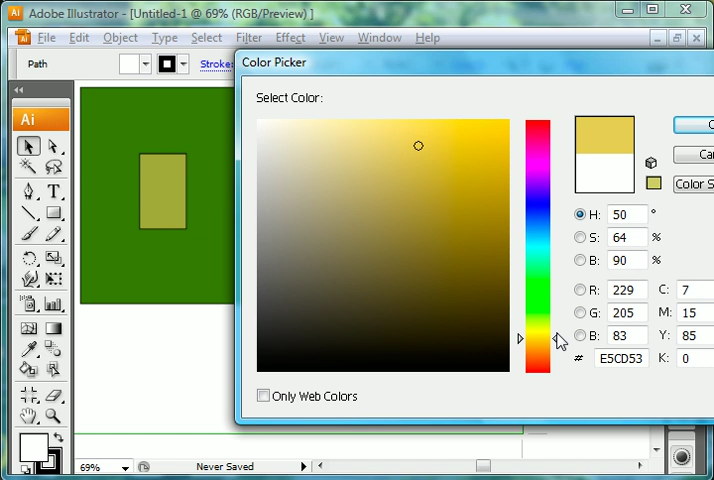 Ai Adobe Illustrator - [Untitled-1 @ 69% (RGB/Preview) ]
Ai File Edit Object Type Select Filter Effect View Window Help
Path Stroke:
Color Picker
Select Color:
Ai
Color S
H: 50 °
S: 64 %
B: 90 %
R: 229 C: 7
G: 205 M: 15
B: 83 Y: 85
# E5CD53 K: 0
Only Web Colors
69% Never Saved